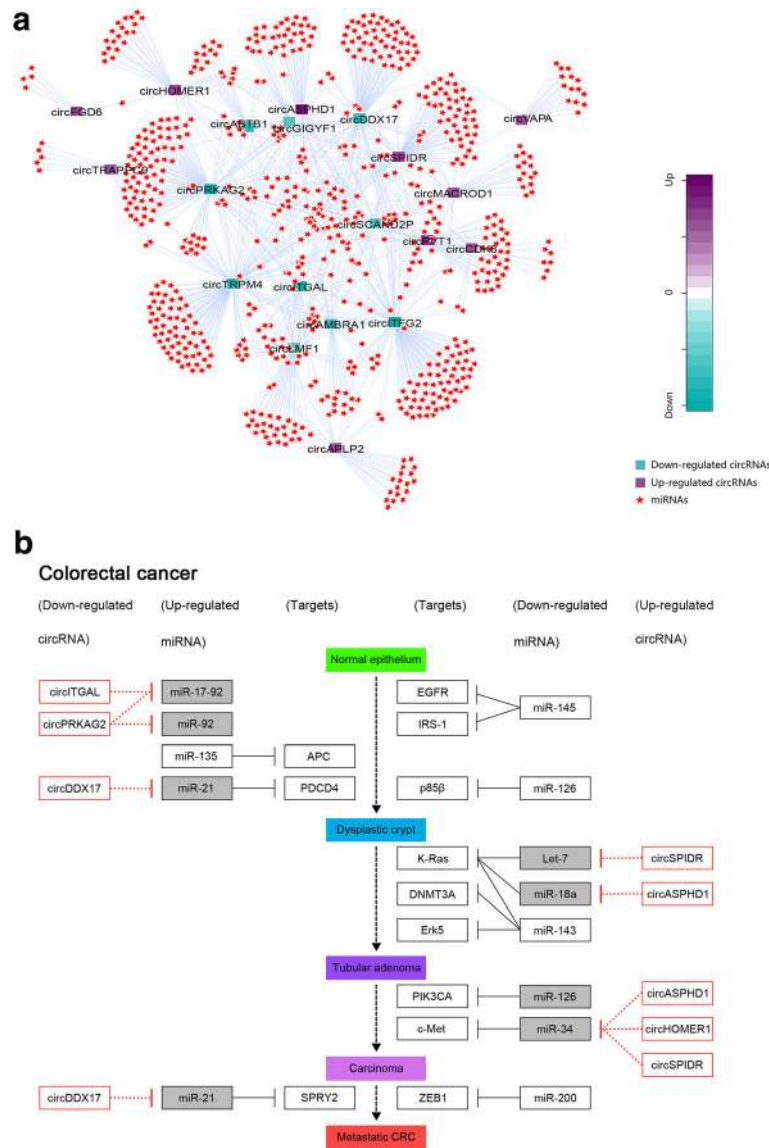 a
circHOMER1
circASPHD1
circFGD6
circDDX17
circVAPA
circGIGYF1
circSPIDR
circTRAPPC9
circPRKAG2
circMACROD1
circSCAND2P
circTRPM4
circITGAL
circAMBRA1
circITFG2
circLMF1
circAPLP2
Up
0
Down
Down-regulated circRNAs
Up-regulated circRNAs
miRNAs
b
Colorectal cancer
(Down-regulated (Up-regulated (Targets) (Targets) (Down-regulated (Up-regulated
circRNA) miRNA) miRNA) circRNA)
Normal epithelium
circITGAL miR-17-92 EGFR
miR-145
circPRKAG2 miR-92 IRS-1
miR-135 APC
circDDX17 miR-21 PDCD4 p85β miR-126
Dysplastic crypt
K-Ras Let-7 circSPIDR
DNMT3A miR-18a circASPHD1
Erk5 miR-143
Tubular adenoma
PIK3CA miR-126 circASPHD1
c-Met miR-34 circHOMER1
circSPIDR
Carcinoma
circDDX17 miR-21 SPRY2 ZEB1 miR-200
Metastatic CRC